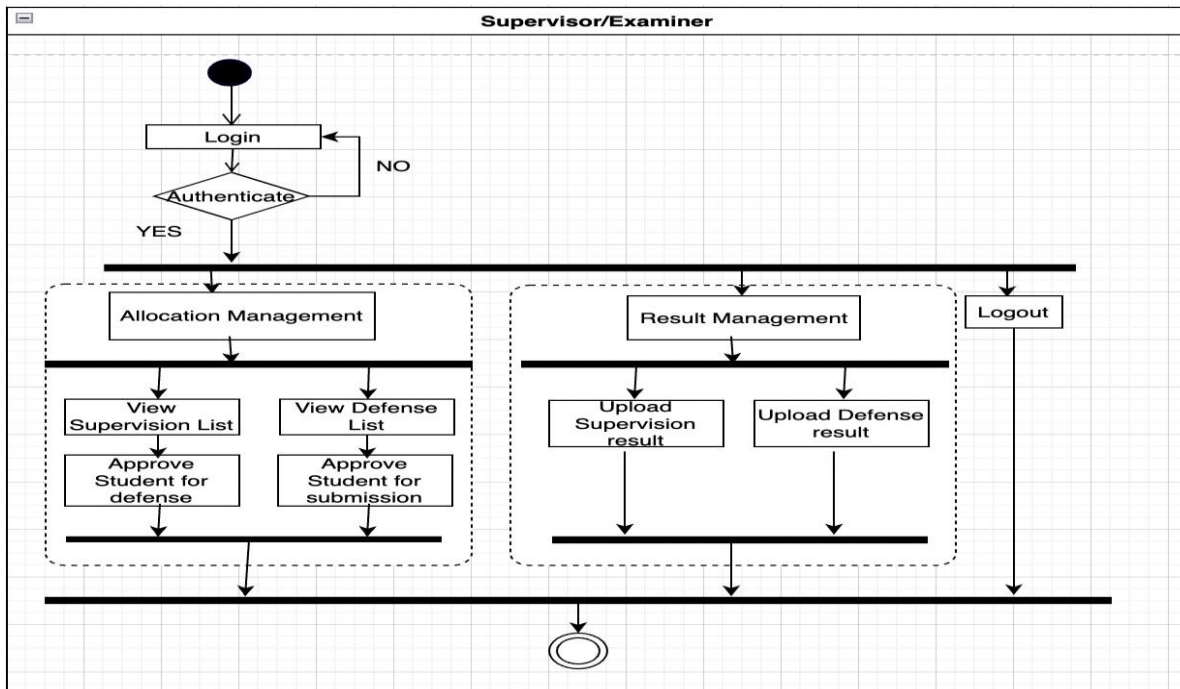 Supervisor/Examiner
Login
NO
Authenticate
YES
Allocation Management
Result Management
Logout
View
Supervision List
View Defense
List
Upload
Supervision
result
Upload Defense
result
Approve
Student for
defense
Approve
Student for
submission